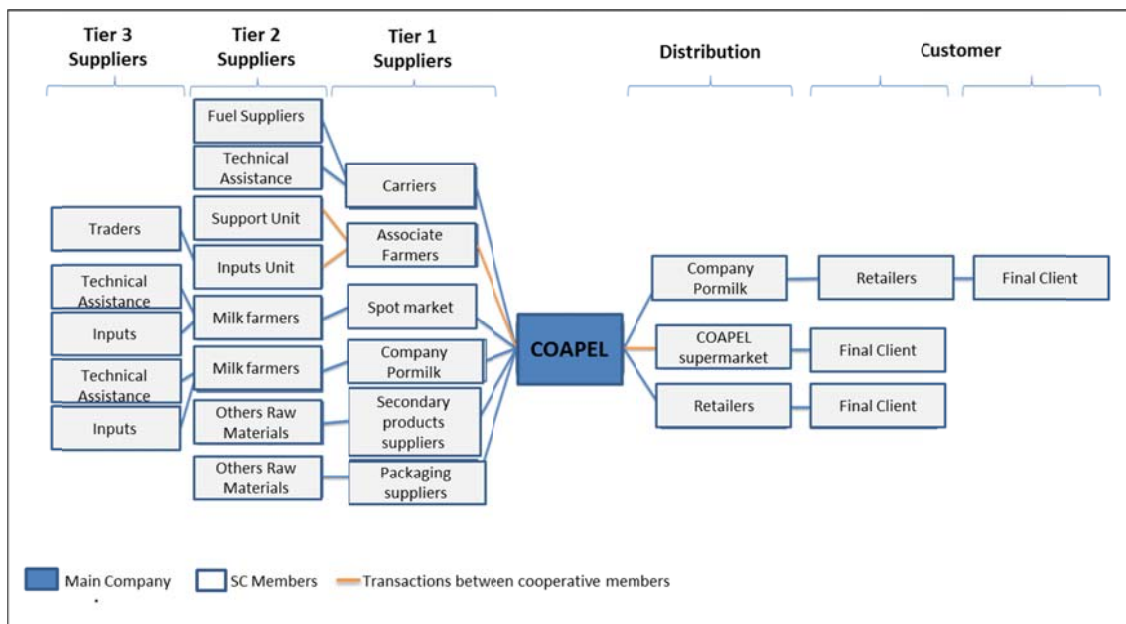 Tier 3
Suppliers
Tier 2
Suppliers
Tier 1
Suppliers
Distribution
Customer
Fuel Suppliers
Technical
Assistance
Support Unit
Inputs Unit
Milk farmers
Milk farmers
Others Raw
Materials
Others Raw
Materials
Traders
Technical
Assistance
Inputs
Technical
Assistance
Inputs
Carriers
Associate
Farmers
Spot market
Company
Pormilk
Secondary
products
suppliers
Packaging
suppliers
COAPEL
Company
Pormilk
Retailers
Final Client
COAPEL
supermarket
Final Client
Retailers
Final Client
Main Company
SC Members
Transactions between cooperative members